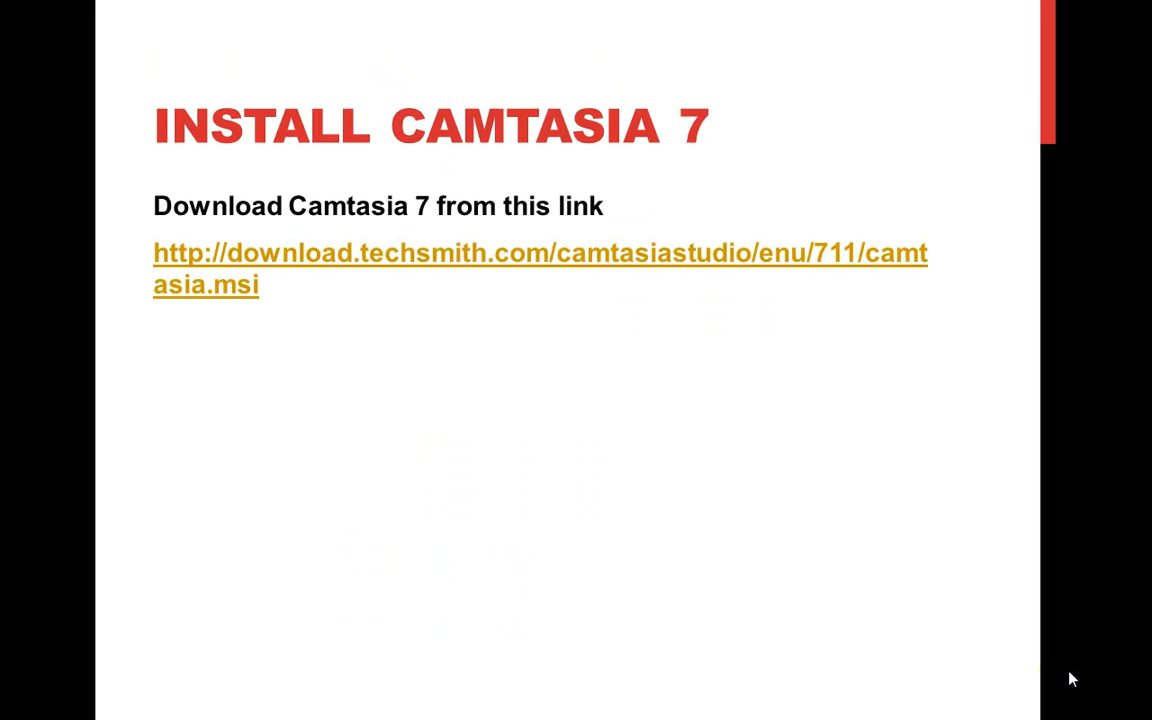 INSTALL CAMTASIA 7
Download Camtasia 7 from this link
http://download.techsmith.com/camtasiastudio/enu/711/camt
asia.msi